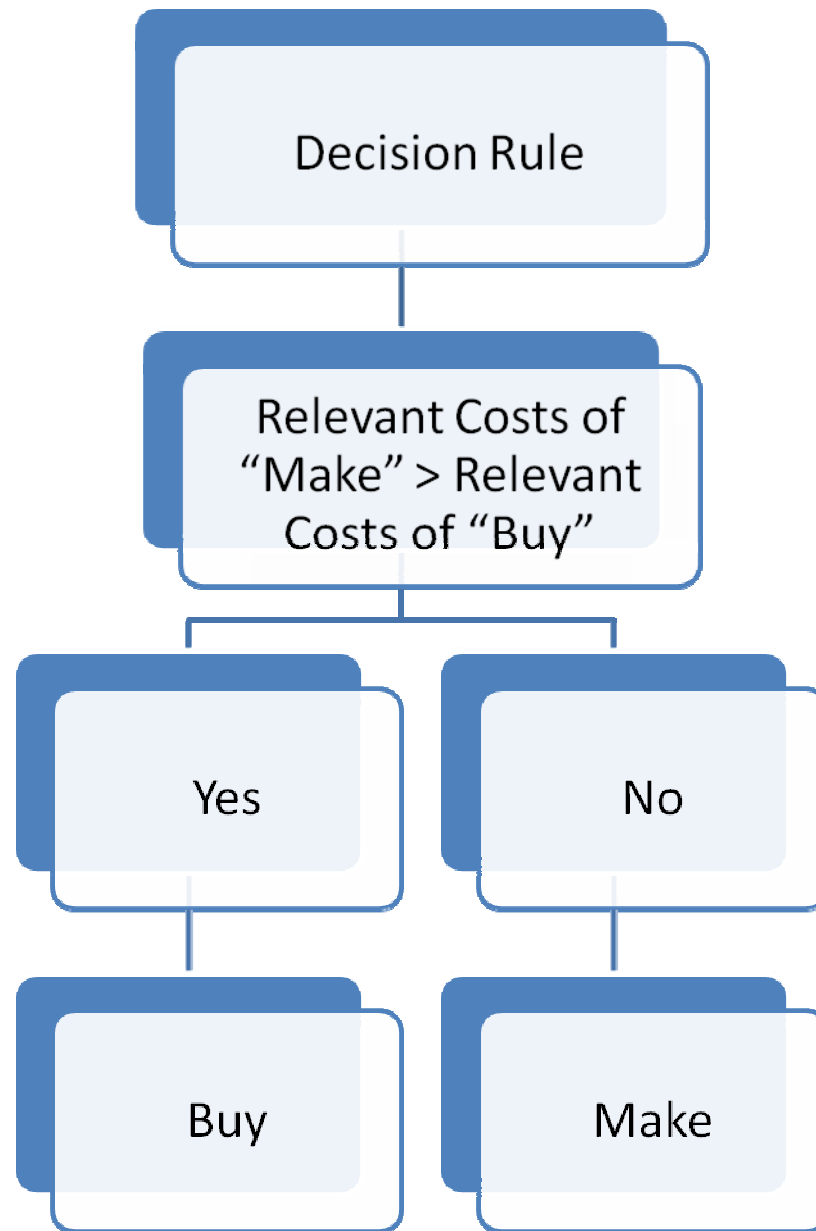 Decision Rule
Relevant Costs of
“Make” > Relevant
Costs of “Buy”
Yes
No
Buy
Make